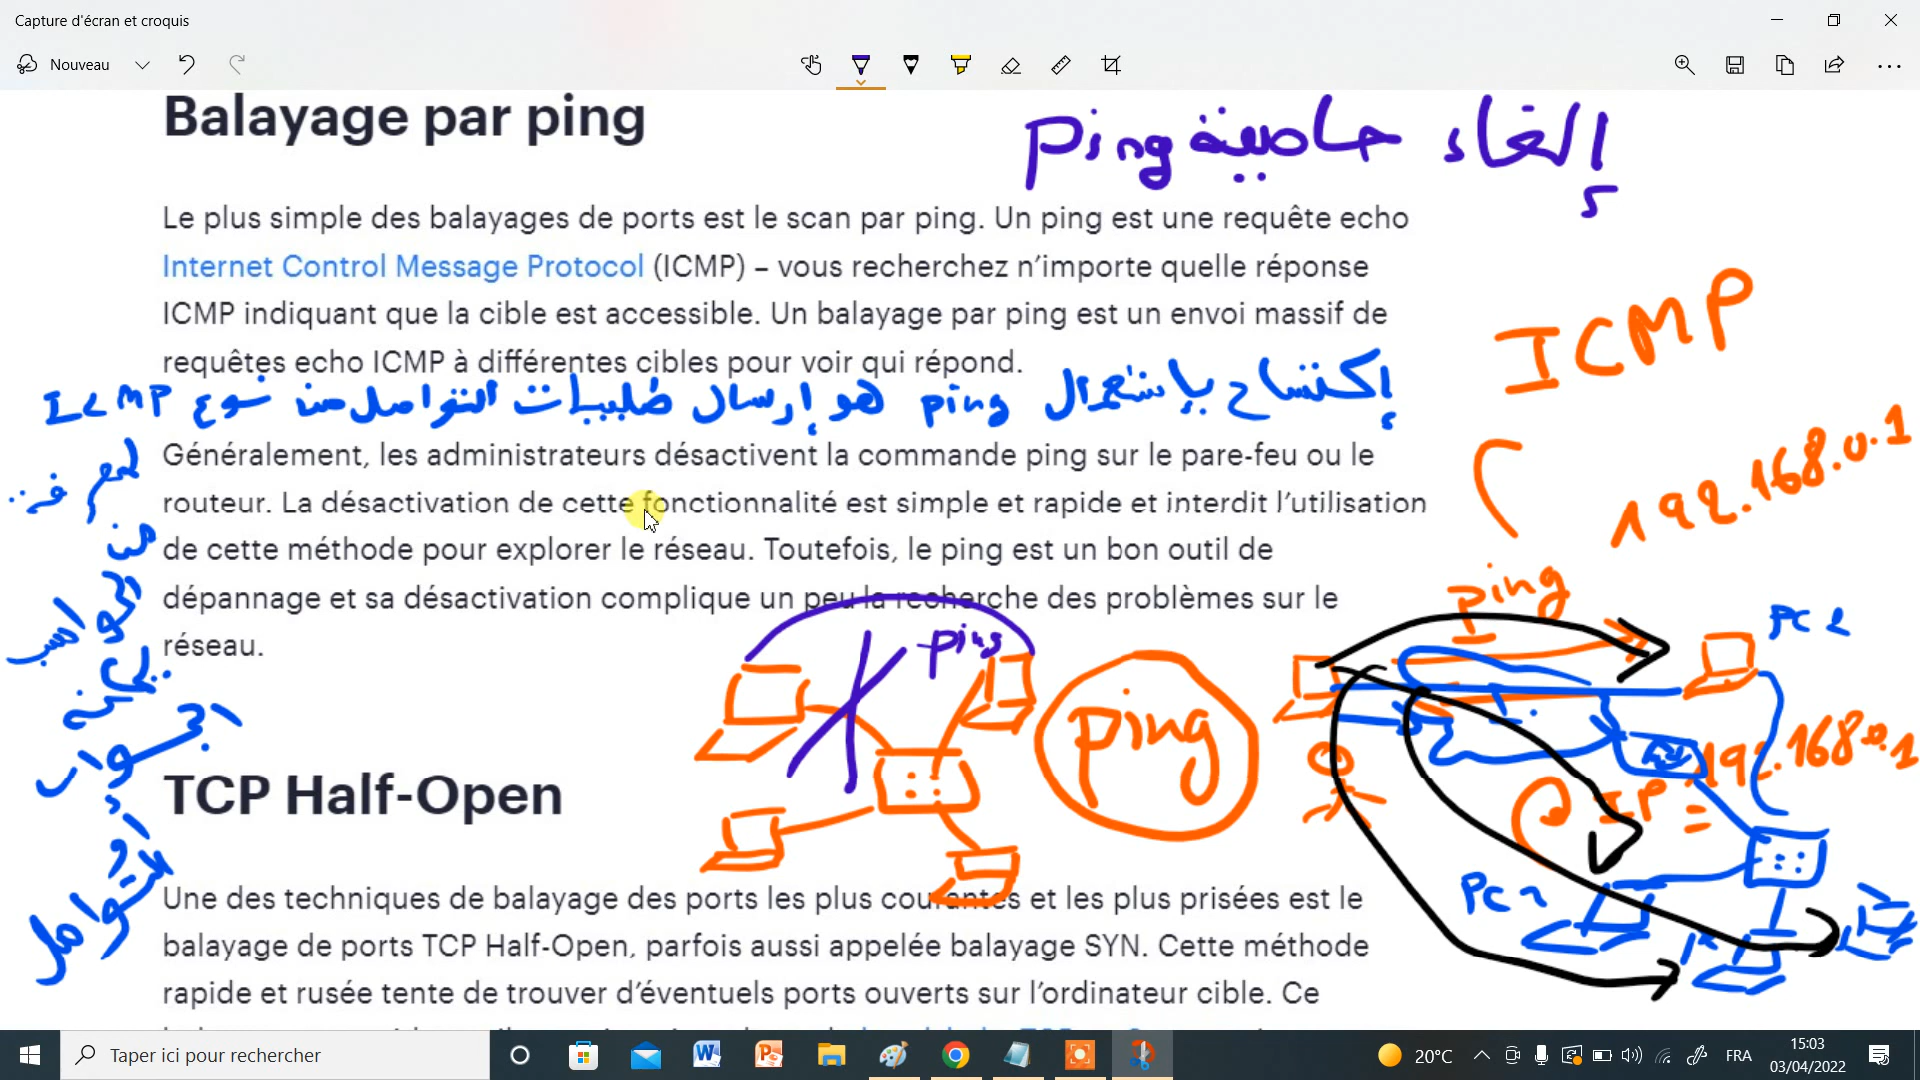 Capture d'écran et croquis
Nouveau
Balayage par ping
إلغاء خاصية ping
Le plus simple des balayages de ports est le scan par ping. Un ping est une requête echo
Internet Control Message Protocol (ICMP) – vous recherchez n'importe quelle réponse
ICMP indiquant que la cible est accessible. Un balayage par ping est un envoi massif de
requêtes echo ICMP à différentes cibles pour voir qui répond.
ICMP
إكتشاح بإستعمال ping هو إرسال طلبيات التواصل من نوع ICMP
لمعرفة
من
الحواسيب
يمكنه
الجواب
أو
التواصل
192.168.0.1
Généralement, les administrateurs désactivent la commande ping sur le pare-feu ou le
routeur. La désactivation de cette fonctionnalité est simple et rapide et interdit l'utilisation
de cette méthode pour explorer le réseau. Toutefois, le ping est un bon outil de
dépannage et sa désactivation complique un peu la recherche des problèmes sur le
réseau.
ping
ping
ping
PC 2
192.168.0.1
@ IP =
PC
TCP Half-Open
Une des techniques de balayage des ports les plus courantes et les plus prisées est le
balayage de ports TCP Half-Open, parfois aussi appelée balayage SYN. Cette méthode
rapide et rusée tente de trouver d'éventuels ports ouverts sur l'ordinateur cible. Ce
Taper ici pour rechercher
20°C
FRA
15:03
03/04/2022